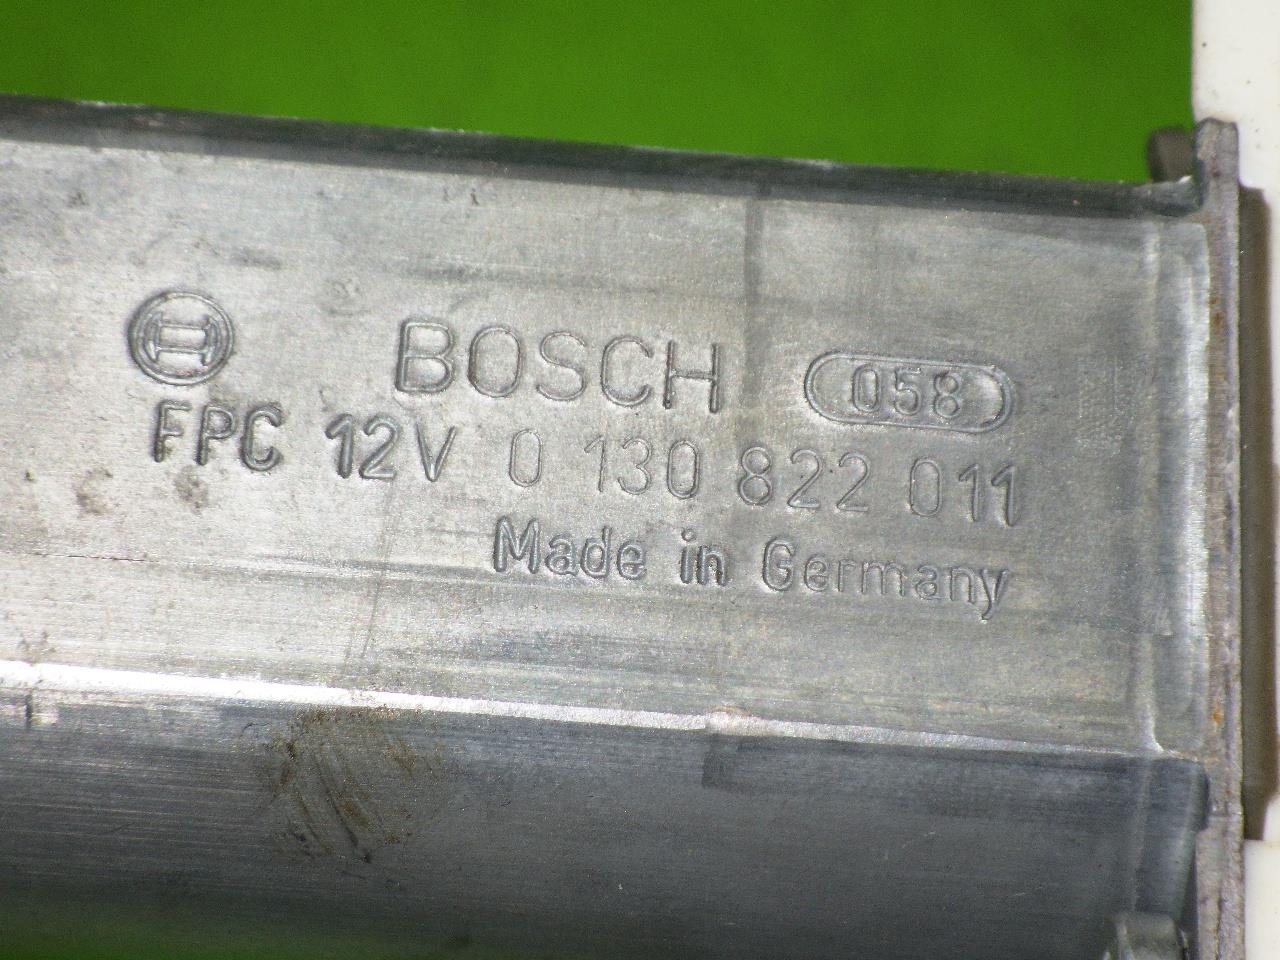 BOSCH 058
FPC 12V 0 130 822 011
Made in Germany